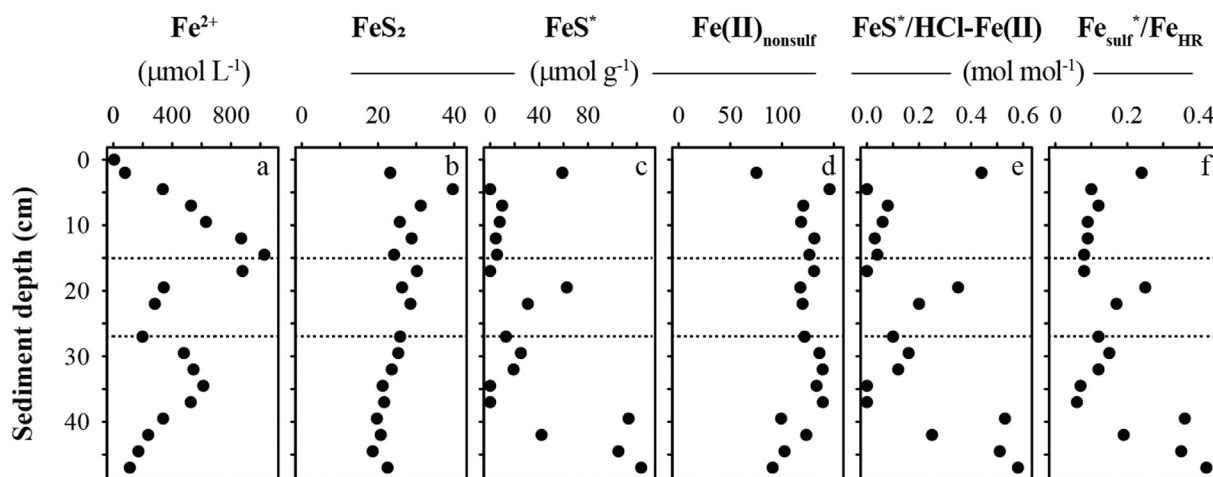 Fe²⁺ FeS₂ FeS* Fe(II)nonsulf FeS*/HCl-Fe(II) Fesulf*/FeHR
(μmol L⁻¹) (μmol g⁻¹) (mol mol⁻¹)
0 400 800 0 20 40 0 40 80 0 50 100 0.0 0.2 0.4 0.6 0 0.2 0.4
0 a b c d e f
10
20
30
40
Sediment depth (cm)